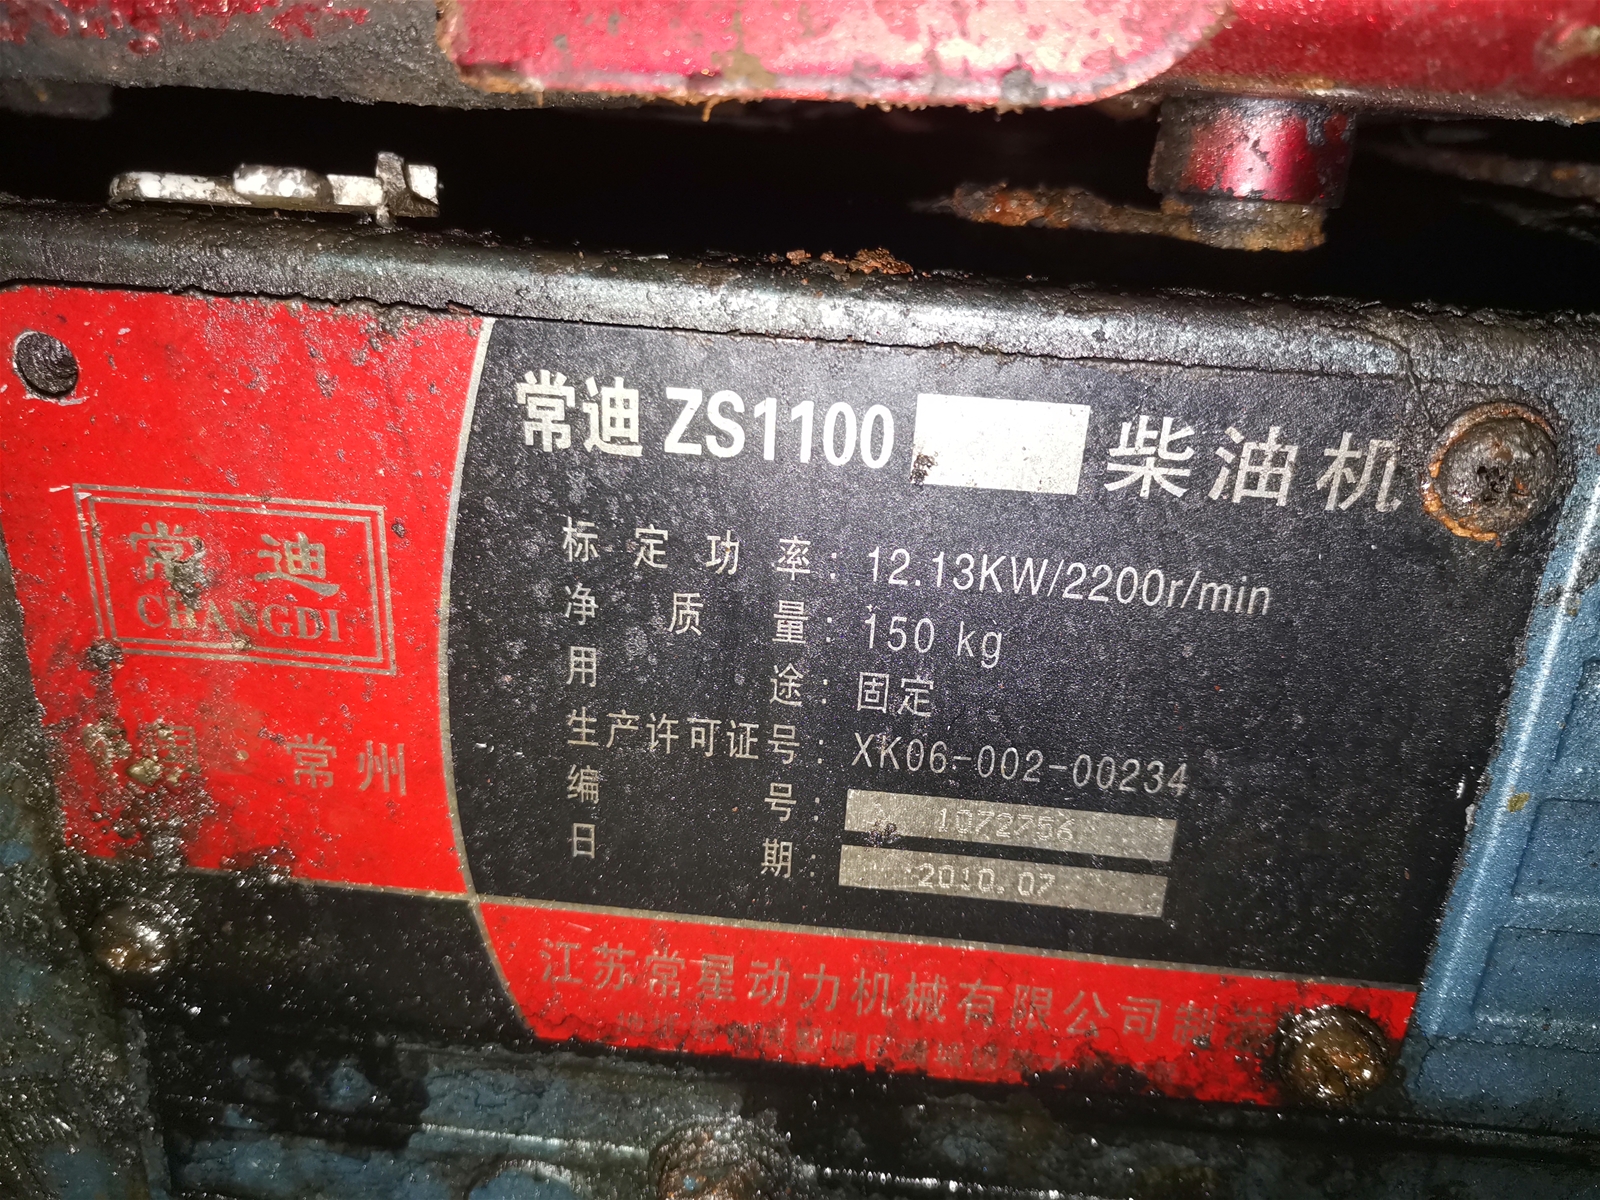 常迪 ZS1100 柴油机
常迪
CHANGDI
中国·常州
标定功率：12.13KW/2200r/min
净质量：150 kg
用途：固定
生产许可证号：XK06-002-00234
编号：1072756
日期：2010.07
江苏常星动力机械有限公司制造